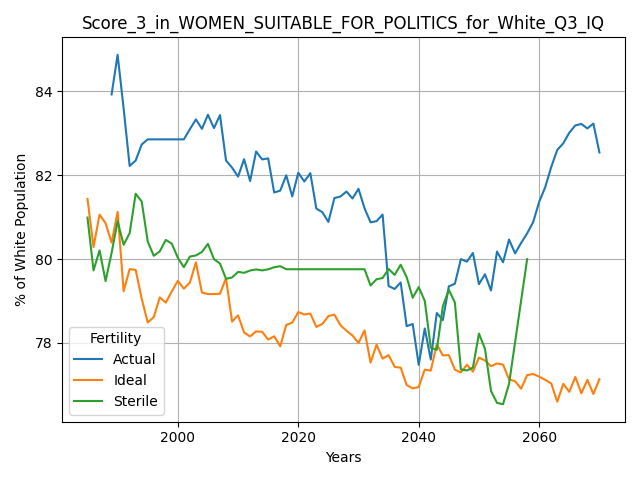 Score_3_in_WOMEN_SUITABLE_FOR_POLITICS_for_White_Q3_IQ
% of White Population
84
82
80
78
Fertility
Actual
Ideal
Sterile
2000
2020
2040
2060
Years